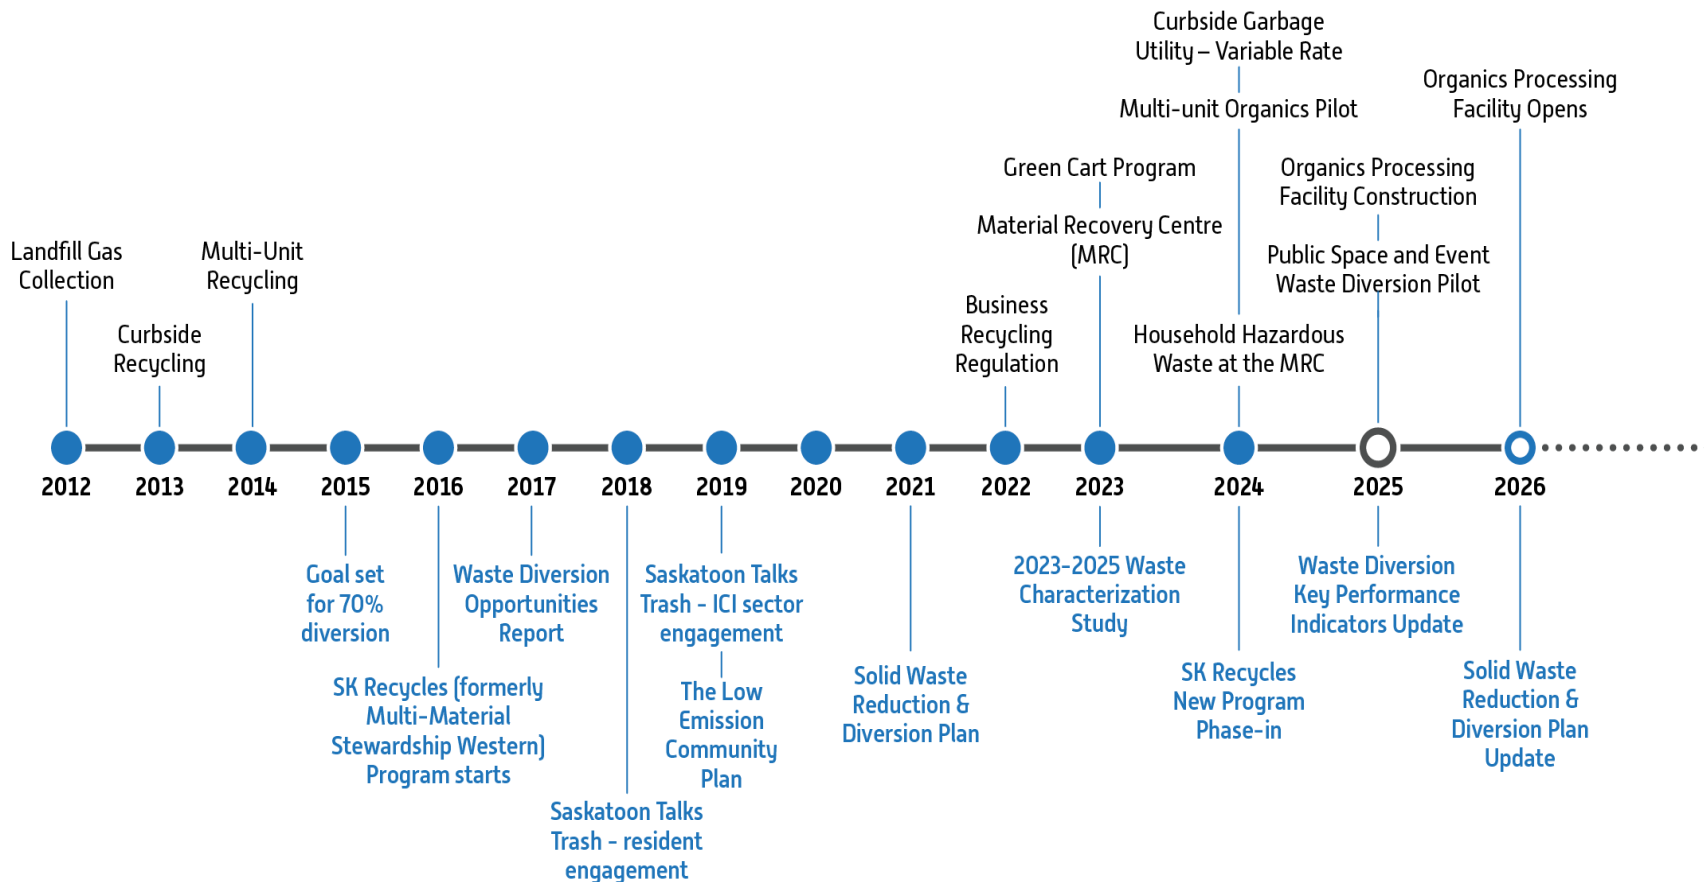 Curbside Garbage
Utility – Variable Rate
Multi-unit Organics Pilot
Organics Processing
Facility Opens
Green Cart Program
Material Recovery Centre
(MRC)
Organics Processing
Facility Construction
Public Space and Event
Waste Diversion Pilot
Landfill Gas
Collection
Multi-Unit
Recycling
Curbside
Recycling
Business
Recycling
Regulation
Household Hazardous
Waste at the MRC
2012 2013 2014 2015 2016 2017 2018 2019 2020 2021 2022 2023 2024 2025 2026
Goal set
for 70%
diversion
SK Recycles (formerly
Multi-Material
Stewardship Western)
Program starts
Waste Diversion
Opportunities
Report
Saskatoon Talks
Trash - resident
engagement
Saskatoon Talks
Trash - ICI sector
engagement
The Low
Emission
Community
Plan
Solid Waste
Reduction &
Diversion Plan
2023-2025 Waste
Characterization
Study
SK Recycles
New Program
Phase-in
Waste Diversion
Key Performance
Indicators Update
Solid Waste
Reduction &
Diversion Plan
Update